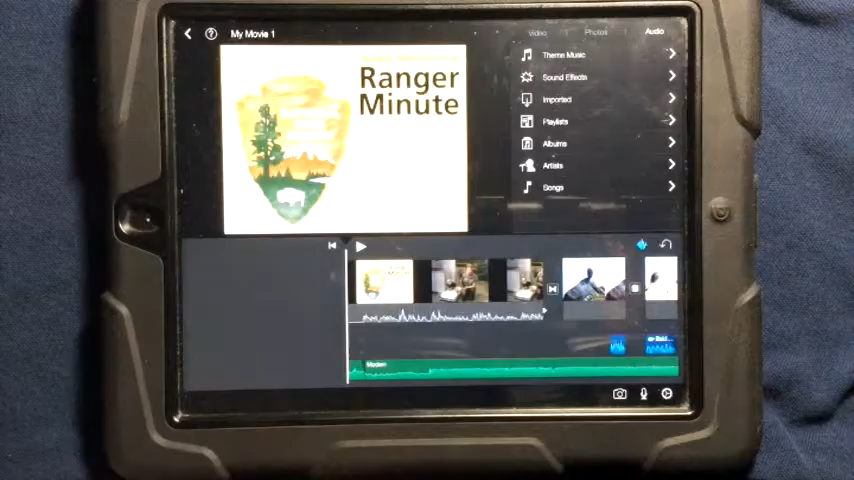 My Movie 1
Video
Photos
Audio
Ranger
Minute
Theme Music
Sound Effects
Imported
Playlists
Albums
Artists
Songs
Modern